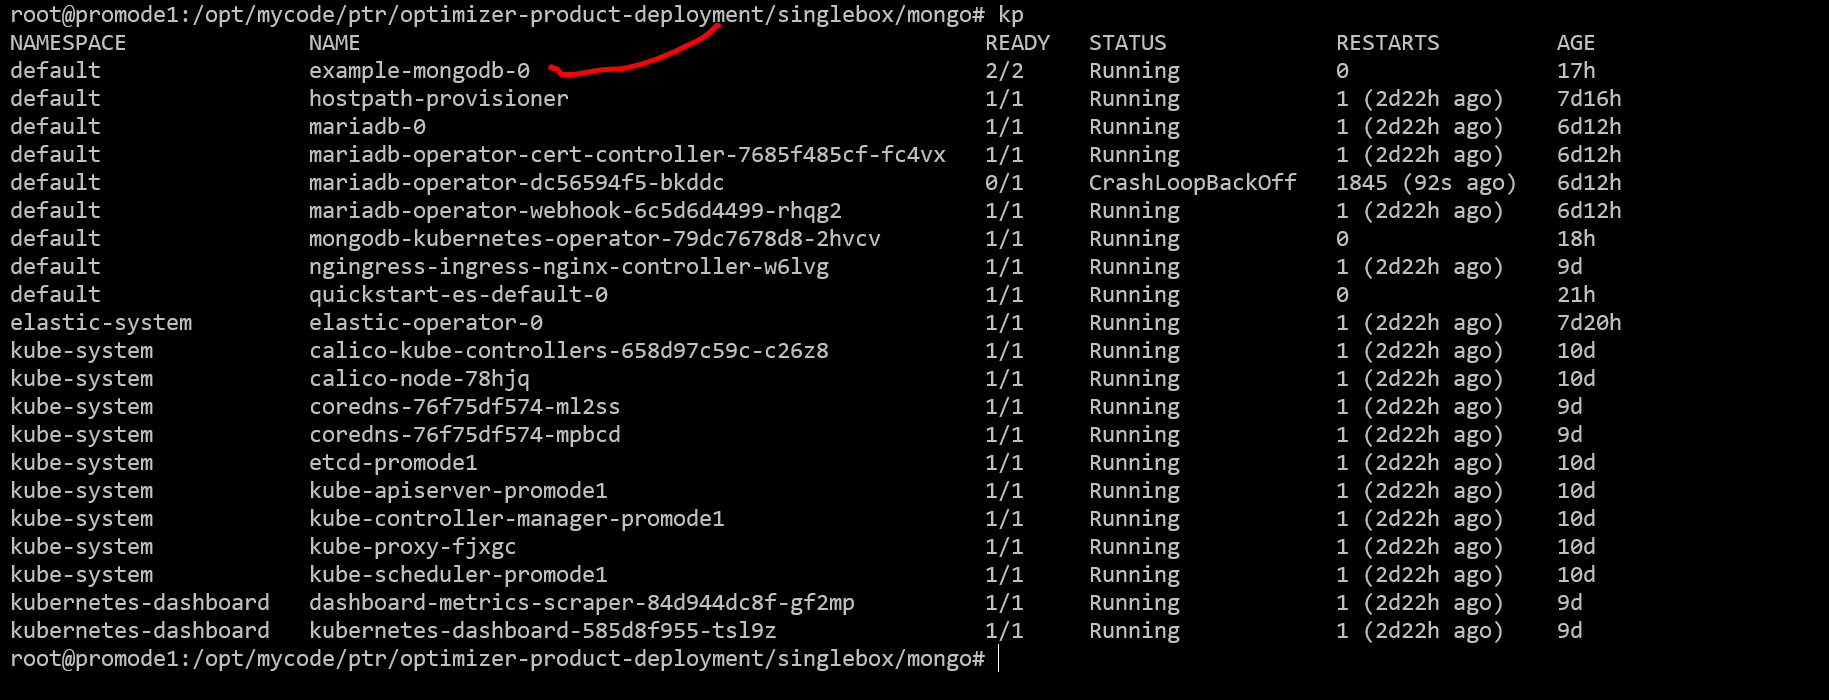 root@promode1:/opt/mycode/ptr/optimizer-product-deployment/singlebox/mongo# kp
NAMESPACE NAME READY STATUS RESTARTS AGE
default example-mongodb-0 2/2 Running 0 17h
default hostpath-provisioner 1/1 Running 1 (2d22h ago) 7d16h
default mariadb-0 1/1 Running 1 (2d22h ago) 6d12h
default mariadb-operator-cert-controller-7685f485cf-fc4vx 1/1 Running 1 (2d22h ago) 6d12h
default mariadb-operator-dc56594f5-bkddc 0/1 CrashLoopBackOff 1845 (92s ago) 6d12h
default mariadb-operator-webhook-6c5d6d4499-rhqg2 1/1 Running 1 (2d22h ago) 6d12h
default mongodb-kubernetes-operator-79dc7678d8-2hvcv 1/1 Running 0 18h
default ngingress-ingress-nginx-controller-w6lvg 1/1 Running 1 (2d22h ago) 9d
default quickstart-es-default-0 1/1 Running 0 21h
elastic-system elastic-operator-0 1/1 Running 1 (2d22h ago) 7d20h
kube-system calico-kube-controllers-658d97c59c-c26z8 1/1 Running 1 (2d22h ago) 10d
kube-system calico-node-78hjq 1/1 Running 1 (2d22h ago) 10d
kube-system coredns-76f75df574-ml2ss 1/1 Running 1 (2d22h ago) 9d
kube-system coredns-76f75df574-mpbcd 1/1 Running 1 (2d22h ago) 9d
kube-system etcd-promode1 1/1 Running 1 (2d22h ago) 10d
kube-system kube-apiserver-promode1 1/1 Running 1 (2d22h ago) 10d
kube-system kube-controller-manager-promode1 1/1 Running 1 (2d22h ago) 10d
kube-system kube-proxy-fjxgc 1/1 Running 1 (2d22h ago) 10d
kube-system kube-scheduler-promode1 1/1 Running 1 (2d22h ago) 10d
kubernetes-dashboard dashboard-metrics-scraper-84d944dc8f-gf2mp 1/1 Running 1 (2d22h ago) 9d
kubernetes-dashboard kubernetes-dashboard-585d8f955-tsl9z 1/1 Running 1 (2d22h ago) 9d
root@promode1:/opt/mycode/ptr/optimizer-product-deployment/singlebox/mongo#